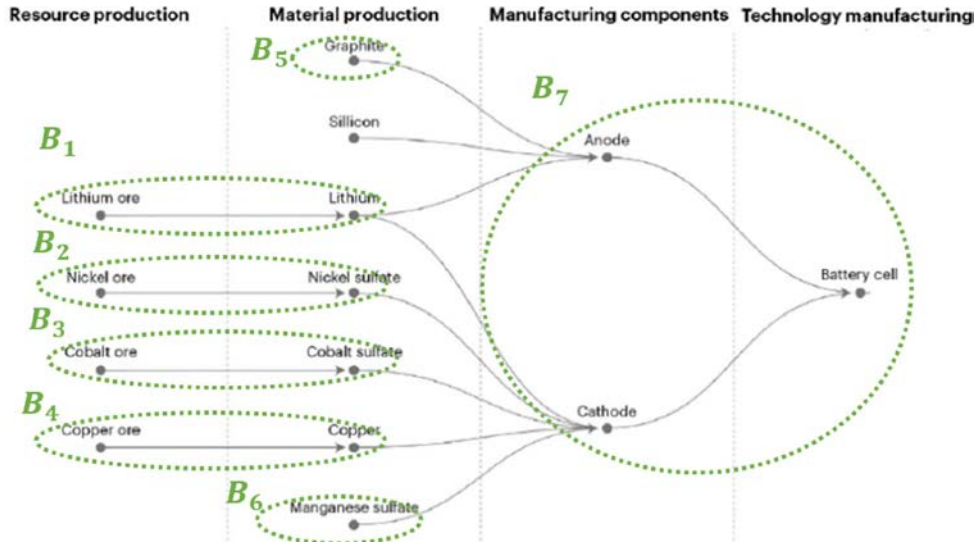 Resource production
Material production
Manufacturing components
Technology manufacturing
B₅
Graphite
B₇
Sillicon
Anode
B₁
Lithium ore
Lithium
B₂
Nickel ore
Nickel sulfate
Battery cell
B₃
Cobalt ore
Cobalt sulfate
B₄
Copper ore
Copper
Cathode
B₆
Manganese sulfate